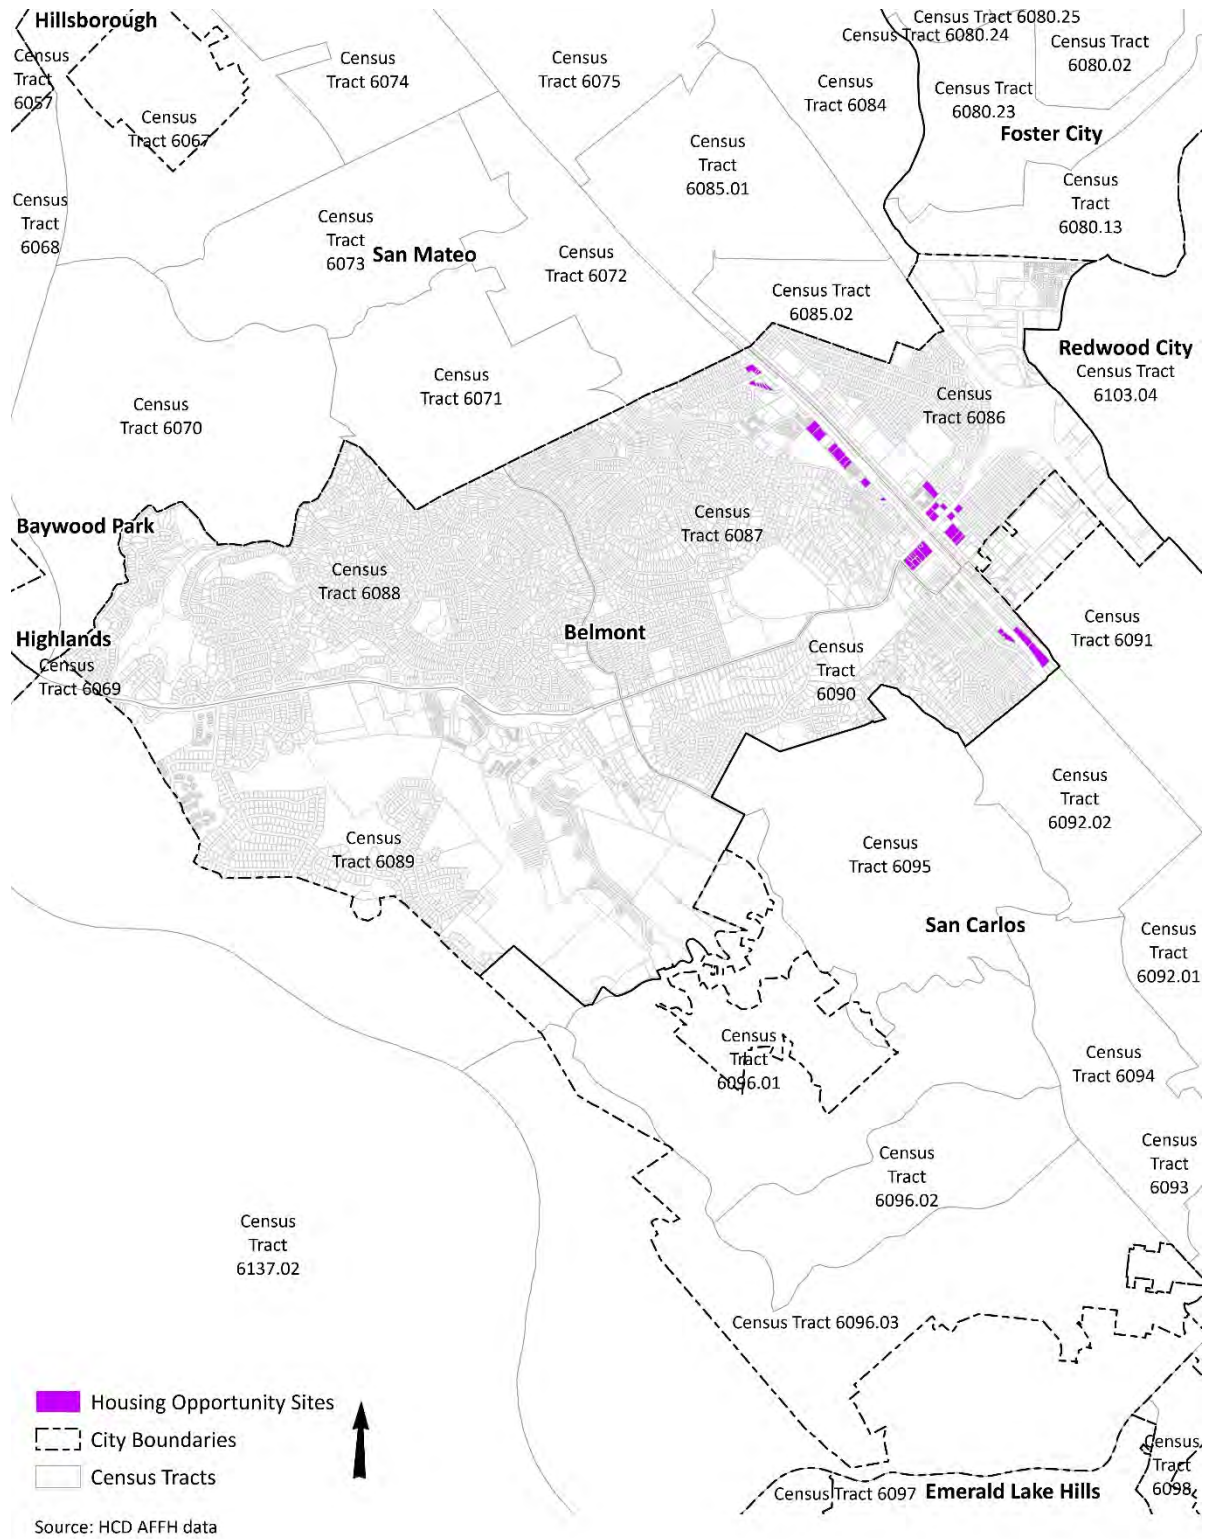 Hillsborough
Census
Tract
6057
Census
Tract 6067
Census
Tract 6074
Census
Tract 6075
Census
Tract 6084
Census Tract 6080.25
Census Tract 6080.24
Census Tract
6080.02
Census Tract
6080.23
Foster City
Census
Tract
6085.01
Census
Tract
6080.13
Census
Tract
6068
Census
Tract
6073
San Mateo
Census
Tract 6072
Census Tract
6085.02
Redwood City
Census Tract
6103.04
Census
Tract 6070
Census
Tract 6071
Census
Tract 6086
Baywood Park
Census
Tract 6087
Census
Tract 6088
Highlands
Census
Tract 6069
Belmont
Census
Tract
6090
Census
Tract 6091
Census
Tract
6092.02
Census
Tract 6089
Census
Tract 6095
San Carlos
Census
Tract
6092.01
Census
Tract
6096.01
Census
Tract 6094
Census
Tract
6096.02
Census
Tract
6093
Census
Tract
6137.02
Census Tract 6096.03
Housing Opportunity Sites
City Boundaries
Census Tracts
Census
Tract
6098
Census Tract 6097
Emerald Lake Hills
Source: HCD AFFH data